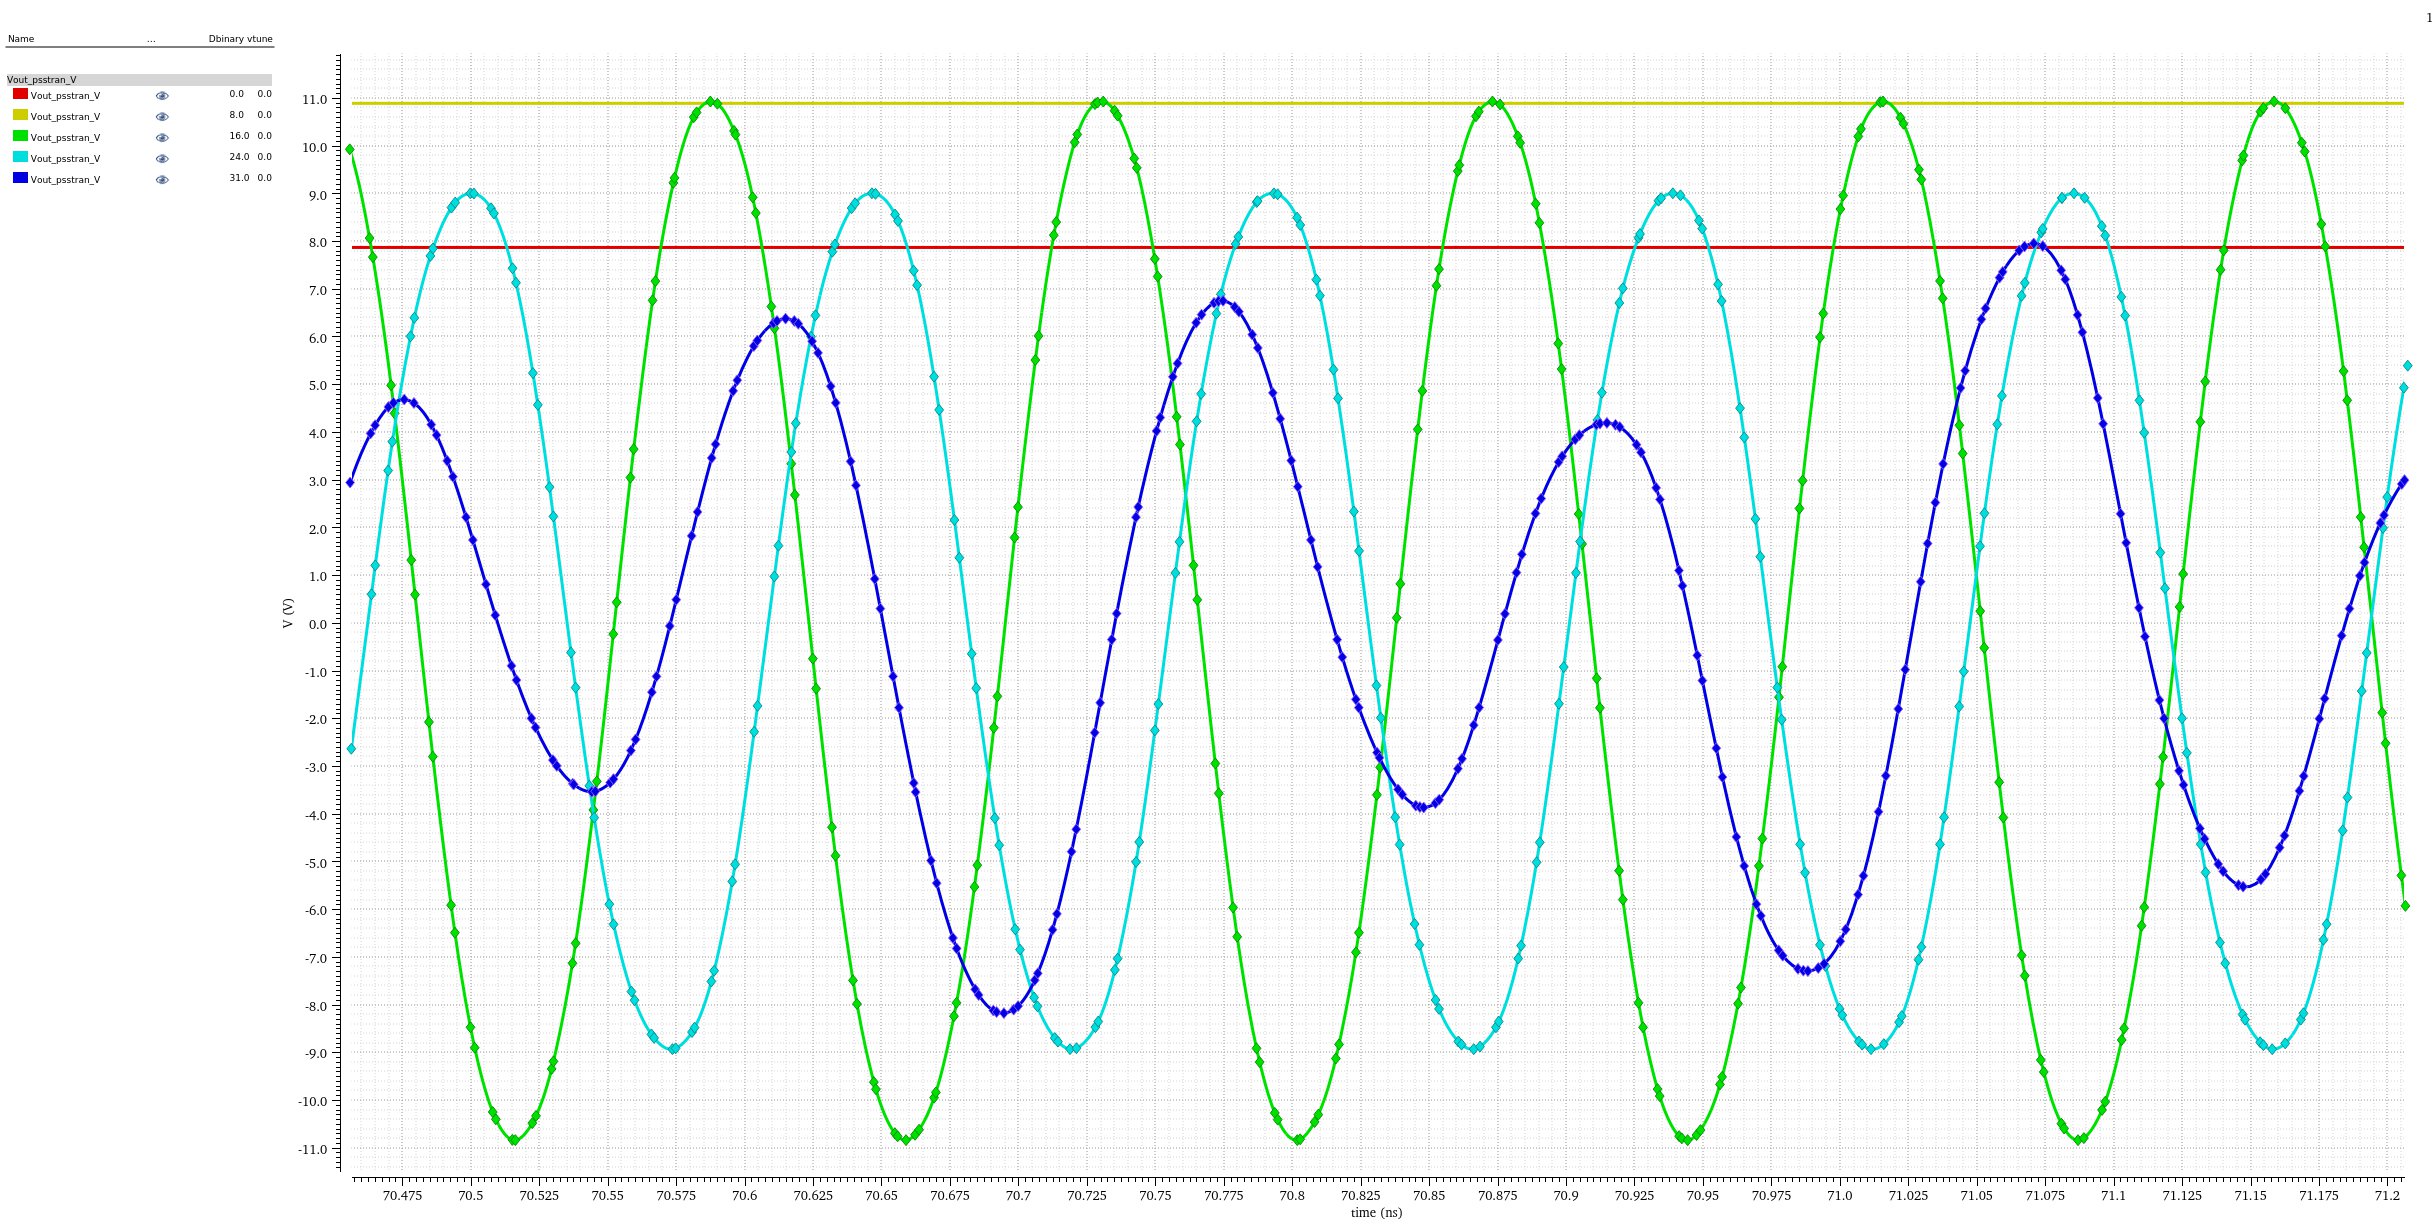 1
Name ... Dbinary vtune
Vout_psstran_V
Vout_psstran_V 0.0 0.0
Vout_psstran_V 8.0 0.0
Vout_psstran_V 16.0 0.0
Vout_psstran_V 24.0 0.0
Vout_psstran_V 31.0 0.0
V (V)
11.0
10.0
9.0
8.0
7.0
6.0
5.0
4.0
3.0
2.0
1.0
0.0
-1.0
-2.0
-3.0
-4.0
-5.0
-6.0
-7.0
-8.0
-9.0
-10.0
-11.0
70.475 70.5 70.525 70.55 70.575 70.6 70.625 70.65 70.675 70.7 70.725 70.75 70.775 70.8 70.825 70.85 70.875 70.9 70.925 70.95 70.975 71.0 71.025 71.05 71.075 71.1 71.125 71.15 71.175 71.2
time (ns)